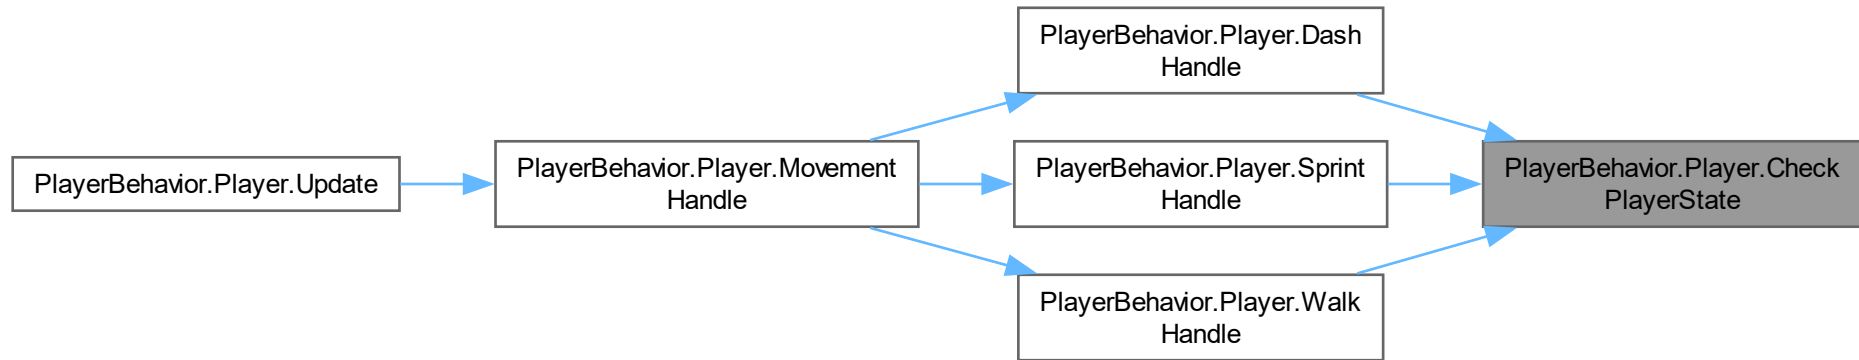 PlayerBehavior.Player.Update
PlayerBehavior.Player.Movement
Handle
PlayerBehavior.Player.Dash
Handle
PlayerBehavior.Player.Sprint
Handle
PlayerBehavior.Player.Walk
Handle
PlayerBehavior.Player.Check
PlayerState